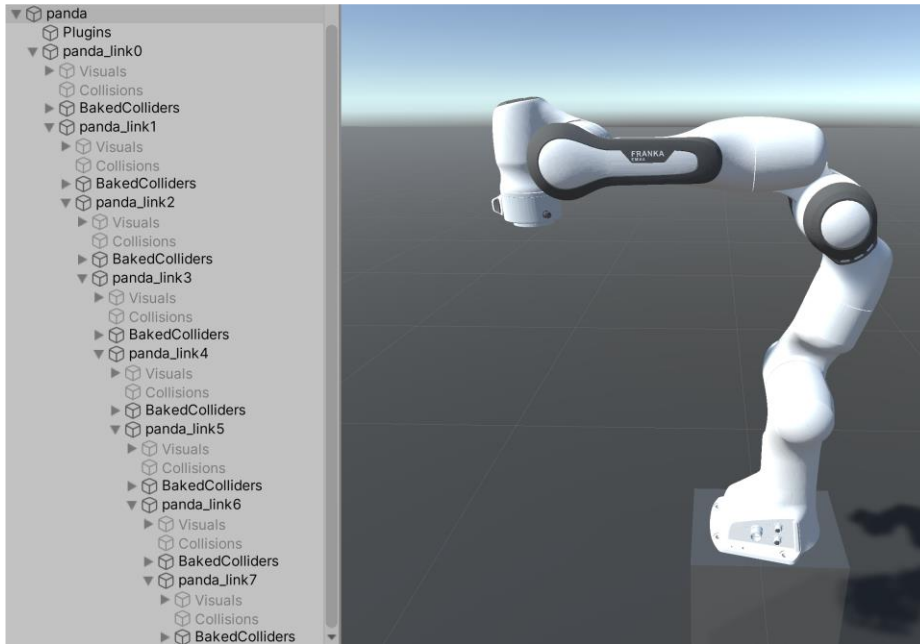 panda
Plugins
panda_link0
Visuals
Collisions
BakedColliders
panda_link1
Visuals
Collisions
BakedColliders
panda_link2
Visuals
Collisions
BakedColliders
panda_link3
Visuals
Collisions
BakedColliders
panda_link4
Visuals
Collisions
BakedColliders
panda_link5
Visuals
Collisions
BakedColliders
panda_link6
Visuals
Collisions
BakedColliders
panda_link7
Visuals
Collisions
BakedColliders
FRANKA